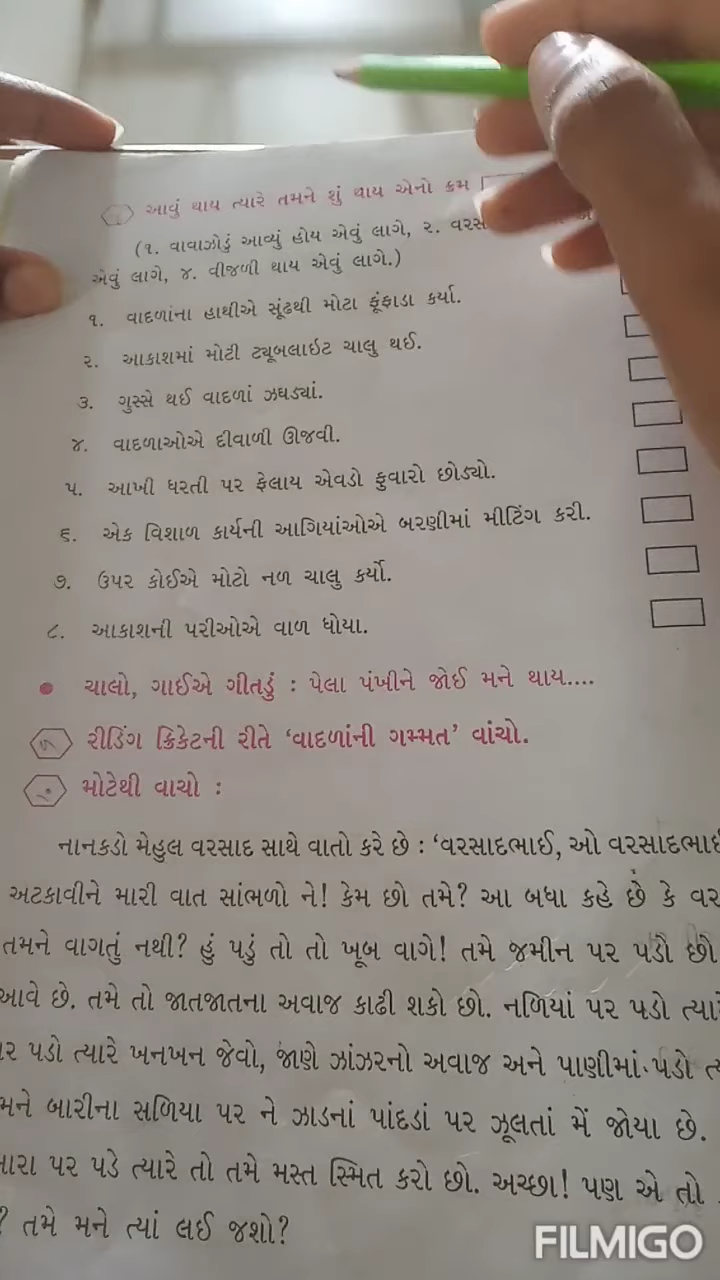 આવું થાય ત્યારે તમને શું થાય એનો ક્રમ
(૧. વાવાઝોડું આવ્યું હોય એવું લાગે, ૨.
એવું લાગે, ૪. વીજળી થાય એવું લાગે.)
૧. વાદળાંના હાથીએ સૂંઢથી મોટા ફૂંફાડા કર્યા.
૨. આકાશમાં મોટી ટ્યૂબલાઇટ ચાલુ થઈ.
૩. ગુસ્સે થઈ વાદળાં ઝઘડ્યાં.
૪. વાદળાઓએ દીવાળી ઊજવી.
૫. આખી ધરતી પર ફેલાય એવડો ફુવારો છોડ્યો.
૬. એક વિશાળ કાર્યની આગિયાંઓએ બરણીમાં મીટિંગ કરી.
૭. ઉપર કોઈએ મોટો નળ ચાલુ કર્યો.
૮. આકાશની પરીઓએ વાળ ધોયા.
• ચાલો, ગાઈએ ગીતડું : પેલા પંખીને જોઈ મને થાય....
રીડિંગ ક્રિકેટની રીતે ‘વાદળાંની ગમ્મત’ વાંચો.
મોટેથી વાચો :
નાનકડો મેહુલ વરસાદ સાથે વાતો કરે છે : ‘વરસાદભાઈ, ઓ વરસાદભાઈ
અટકાવીને મારી વાત સાંભળો ને! કેમ છો તમે? આ બધા કહે છે કે
તમને વાગતું નથી? હું પડું તો તો ખૂબ વાગે! તમે જમીન પર પડો છો
આવે છે. તમે તો જાતજાતના અવાજ કાઢી શકો છો. નળિયાં પર પડો
પડો ત્યારે ખનખન જેવો, જાણે ઝાંઝરનો અવાજ અને પાણીમાં પડો
મને બારીના સળિયા પર ને ઝાડનાં પાંદડાં પર ઝૂલતાં મેં જોયા છે.
પર પડે ત્યારે તો તમે મસ્ત સ્મિત કરો છો. અચ્છા! પણ એ તો
? તમે મને ત્યાં લઈ જશો?
FILMIGO